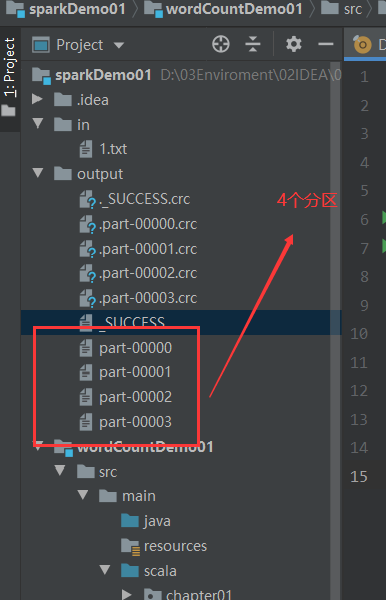 sparkDemo01 wordCountDemo01 src
1: Project
Project
sparkDemo01 D:\03Enviroment\02IDEA\0
.idea
in
1.txt
output
._SUCCESS.crc
.part-00000.crc
.part-00001.crc
.part-00002.crc
.part-00003.crc
_SUCCESS
part-00000
part-00001
part-00002
part-00003
wordCountDemo01
src
main
java
resources
scala
chapter01
4个分区
D
1
2
3
4
5
6
7
8
9
10
11
12
13
14
15